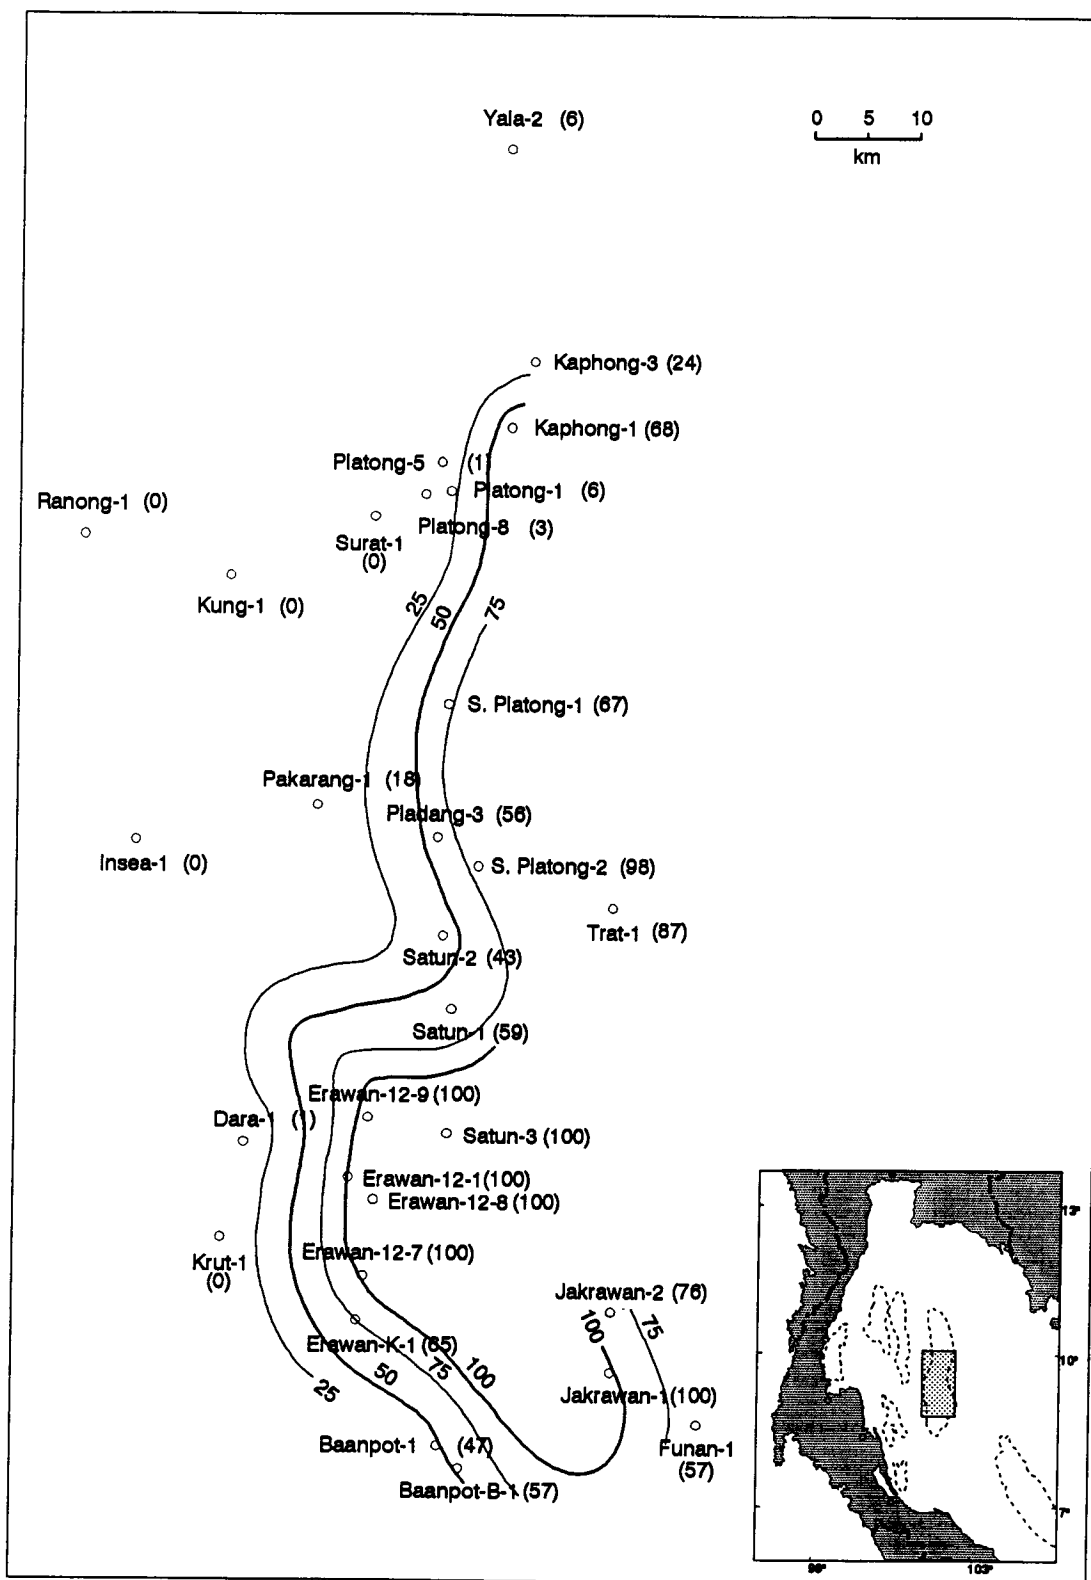 Yala-2 (6)
0 5 10
km
Kaphong-3 (24)
Kaphong-1 (68)
Platong-5 (1)
Platong-1 (6)
Ranong-1 (0)
Platong-8 (3)
Surat-1
(0)
Kung-1 (0)
25
50
75
S. Platong-1 (67)
Pakarang-1 (18)
Pladang-3 (56)
Insea-1 (0)
S. Platong-2 (98)
Trat-1 (87)
Satun-2 (43)
Satun-1 (59)
Erawan-12-9 (100)
Dara-1 (1)
Satun-3 (100)
Erawan-12-1 (100)
Erawan-12-8 (100)
Erawan-12-7 (100)
Krut-1
(0)
Jakrawan-2 (76)
100
75
Erawan-K-1 (65)
25
50
75
100
Jakrawan-1 (100)
Baanpot-1 (47)
Funan-1
(57)
Baanpot-B-1 (57)
13°
10°
7°
103°